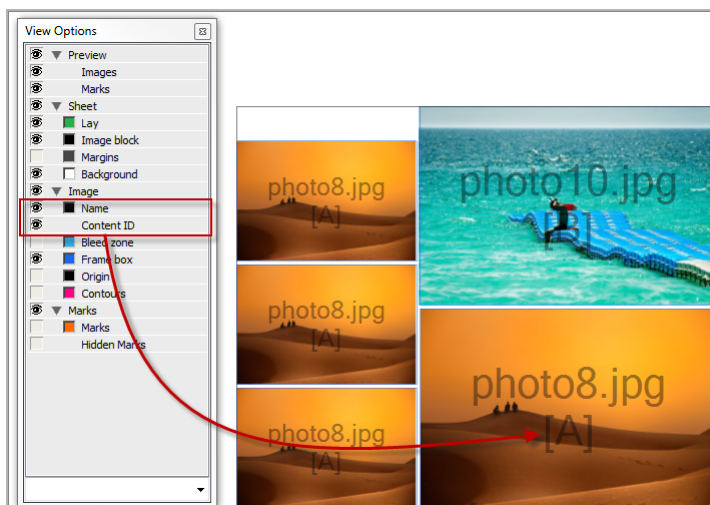 View Options
Preview
Images
Marks
Sheet
Lay
Image block
Margins
Background
Image
Name
Content ID
Bleed zone
Frame box
Origin
Contours
Marks
Marks
Hidden Marks
photo8.jpg
[A]
photo10.jpg
[B]
photo8.jpg
[A]
photo8.jpg
[A]
photo8.jpg
[A]